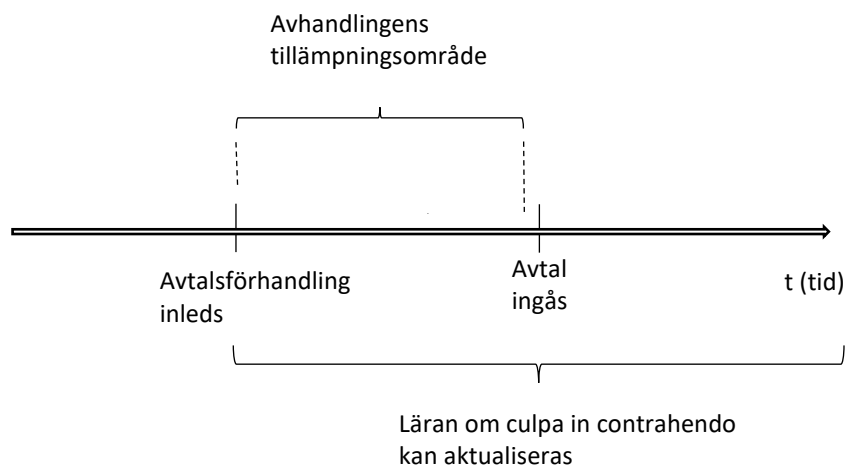 Avhandlingens
tillämpningsområde
Avtalsförhandling
inleds
Avtal
ingås
t (tid)
Läran om culpa in contrahendo
kan aktualiseras